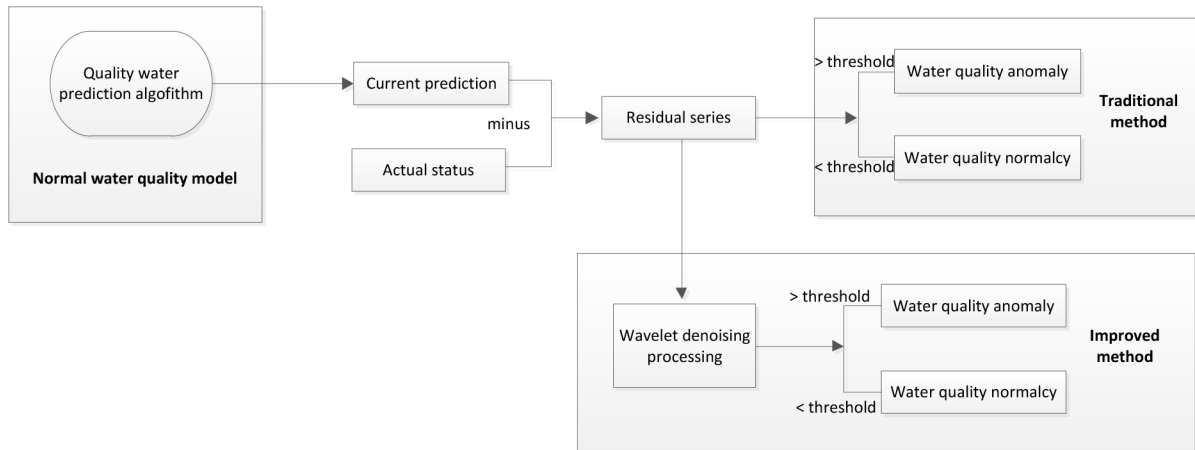 Quality water
prediction algofithm
Normal water quality model
Current prediction
minus
Actual status
Residual series
> threshold
Water quality anomaly
Traditional
method
< threshold
Water quality normalcy
Wavelet denoising
processing
> threshold
Water quality anomaly
Improved
method
< threshold
Water quality normalcy